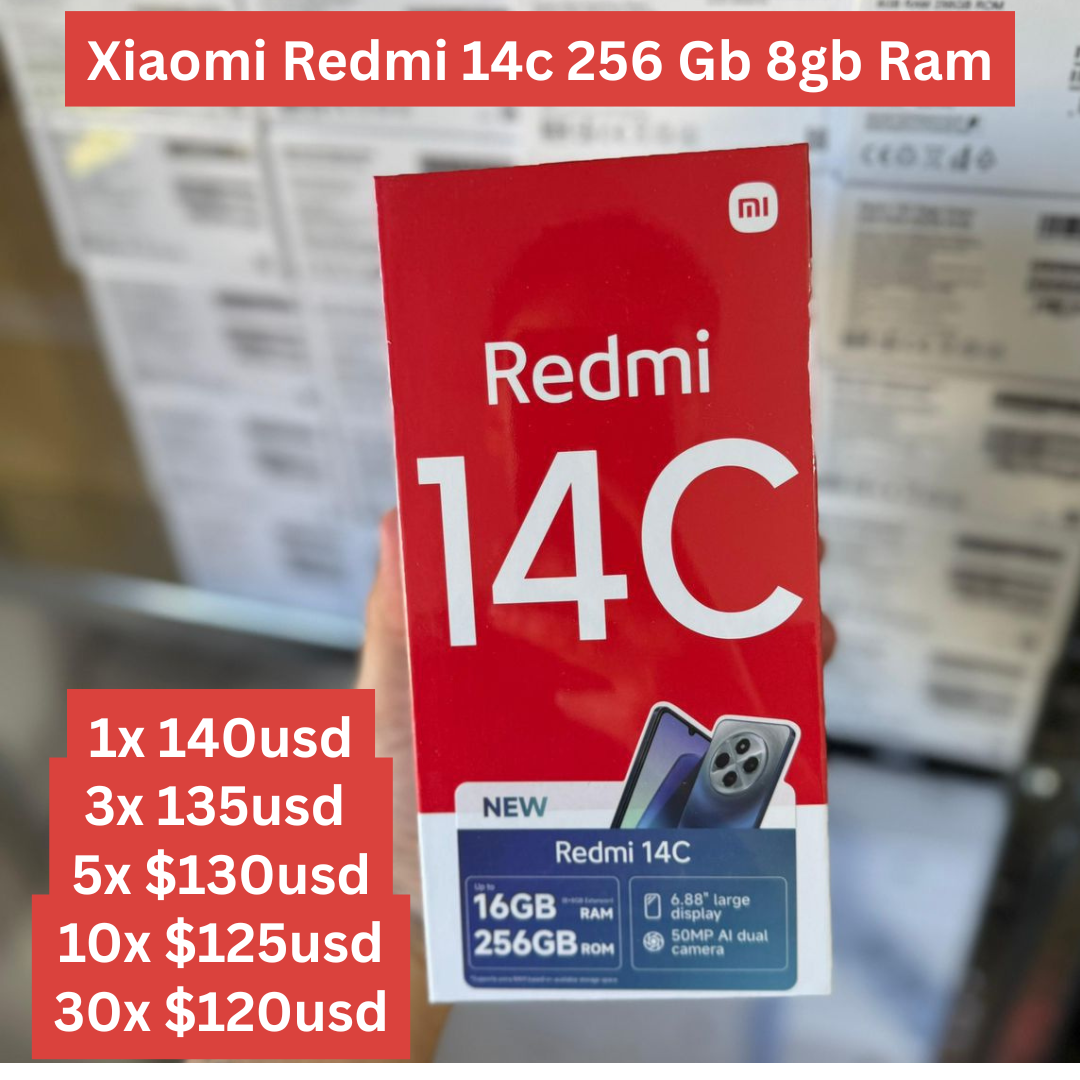 Xiaomi Redmi 14c 256 Gb 8gb Ram
mi
Redmi
14C
NEW
Redmi 14C
Up to
16GB RAM
256GB ROM
6.88" large
display
50MP AI dual
camera
1x 140usd
3x 135usd
5x $130usd
10x $125usd
30x $120usd